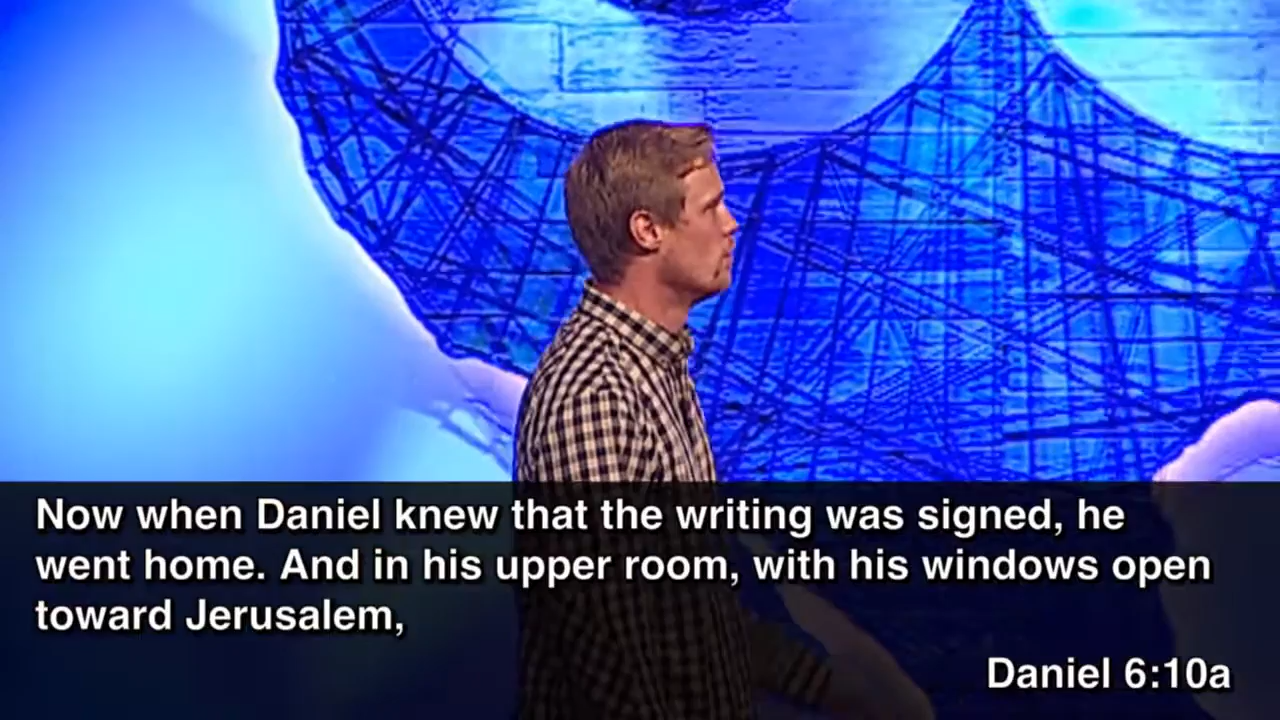 Now when Daniel knew that the writing was signed, he
went home. And in his upper room, with his windows open
toward Jerusalem,
Daniel 6:10a